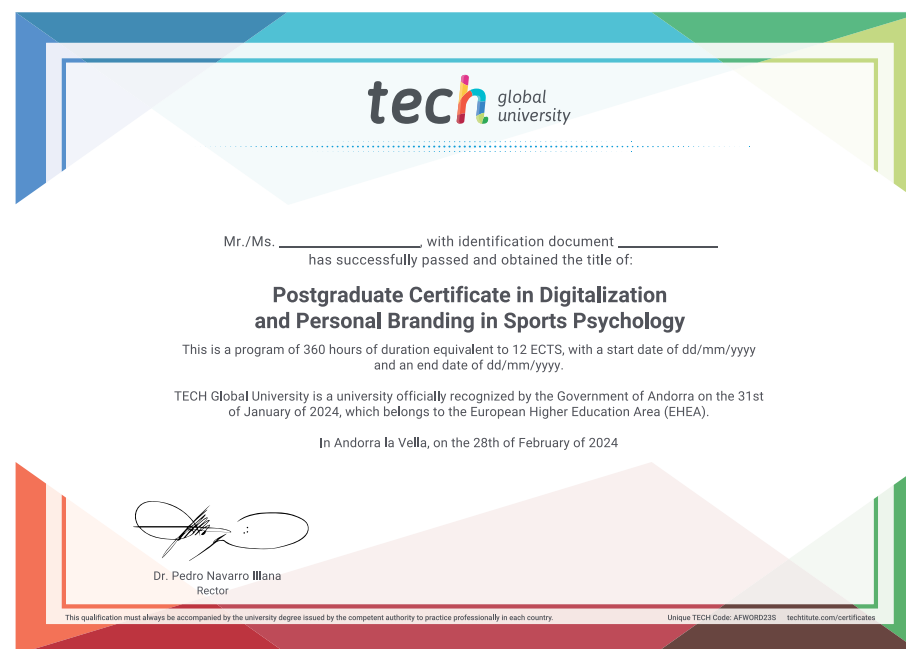 tech global university
Mr./Ms. ________________, with identification document ____________
has successfully passed and obtained the title of:
Postgraduate Certificate in Digitalization
and Personal Branding in Sports Psychology
This is a program of 360 hours of duration equivalent to 12 ECTS, with a start date of dd/mm/yyyy
and an end date of dd/mm/yyyy.
TECH Global University is a university officially recognized by the Government of Andorra on the 31st
of January of 2024, which belongs to the European Higher Education Area (EHEA).
In Andorra la Vella, on the 28th of February of 2024
Dr. Pedro Navarro Illana
Rector
This qualification must always be accompanied by the university degree issued by the competent authority to practice professionally in each country.
Unique TECH Code: AFWORD23S techtitute.com/certificates